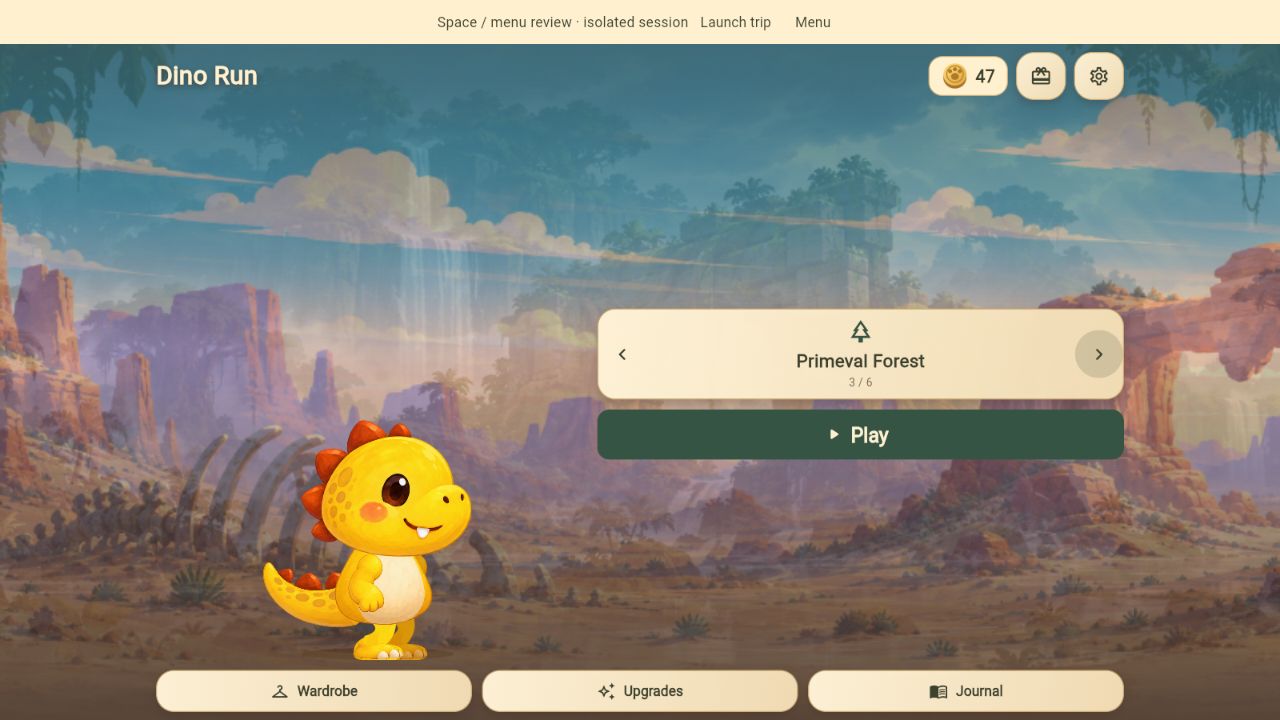 Space / menu review · isolated session Launch trip Menu
Dino Run
47
Primeval Forest
3 / 6
Play
Wardrobe
Upgrades
Journal